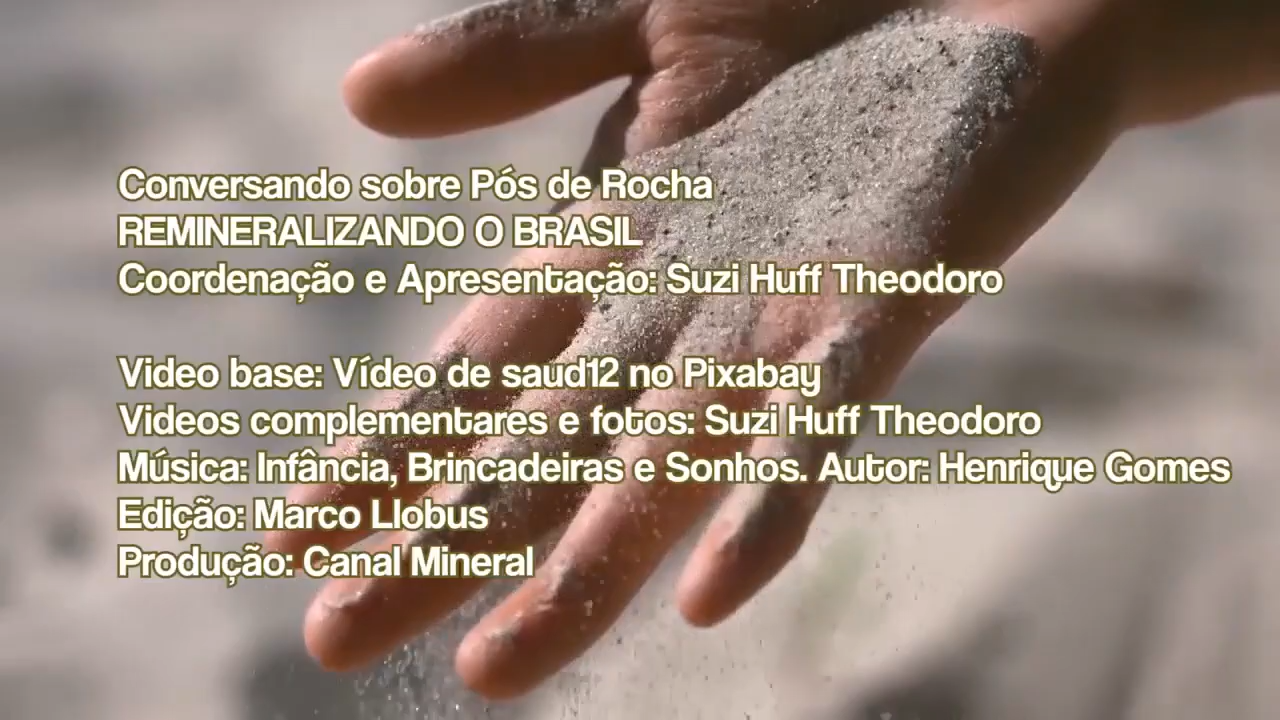 Conversando sobre Pós de Rocha
REMINERALIZANDO O BRASIL
Coordenação e Apresentação: Suzi Huff Theodoro
Video base: Vídeo de saud12 no Pixabay
Videos complementares e fotos: Suzi Huff Theodoro
Música: Infância, Brincadeiras e Sonhos. Autor: Henrique Gomes
Edição: Marco Llobus
Produção: Canal Mineral